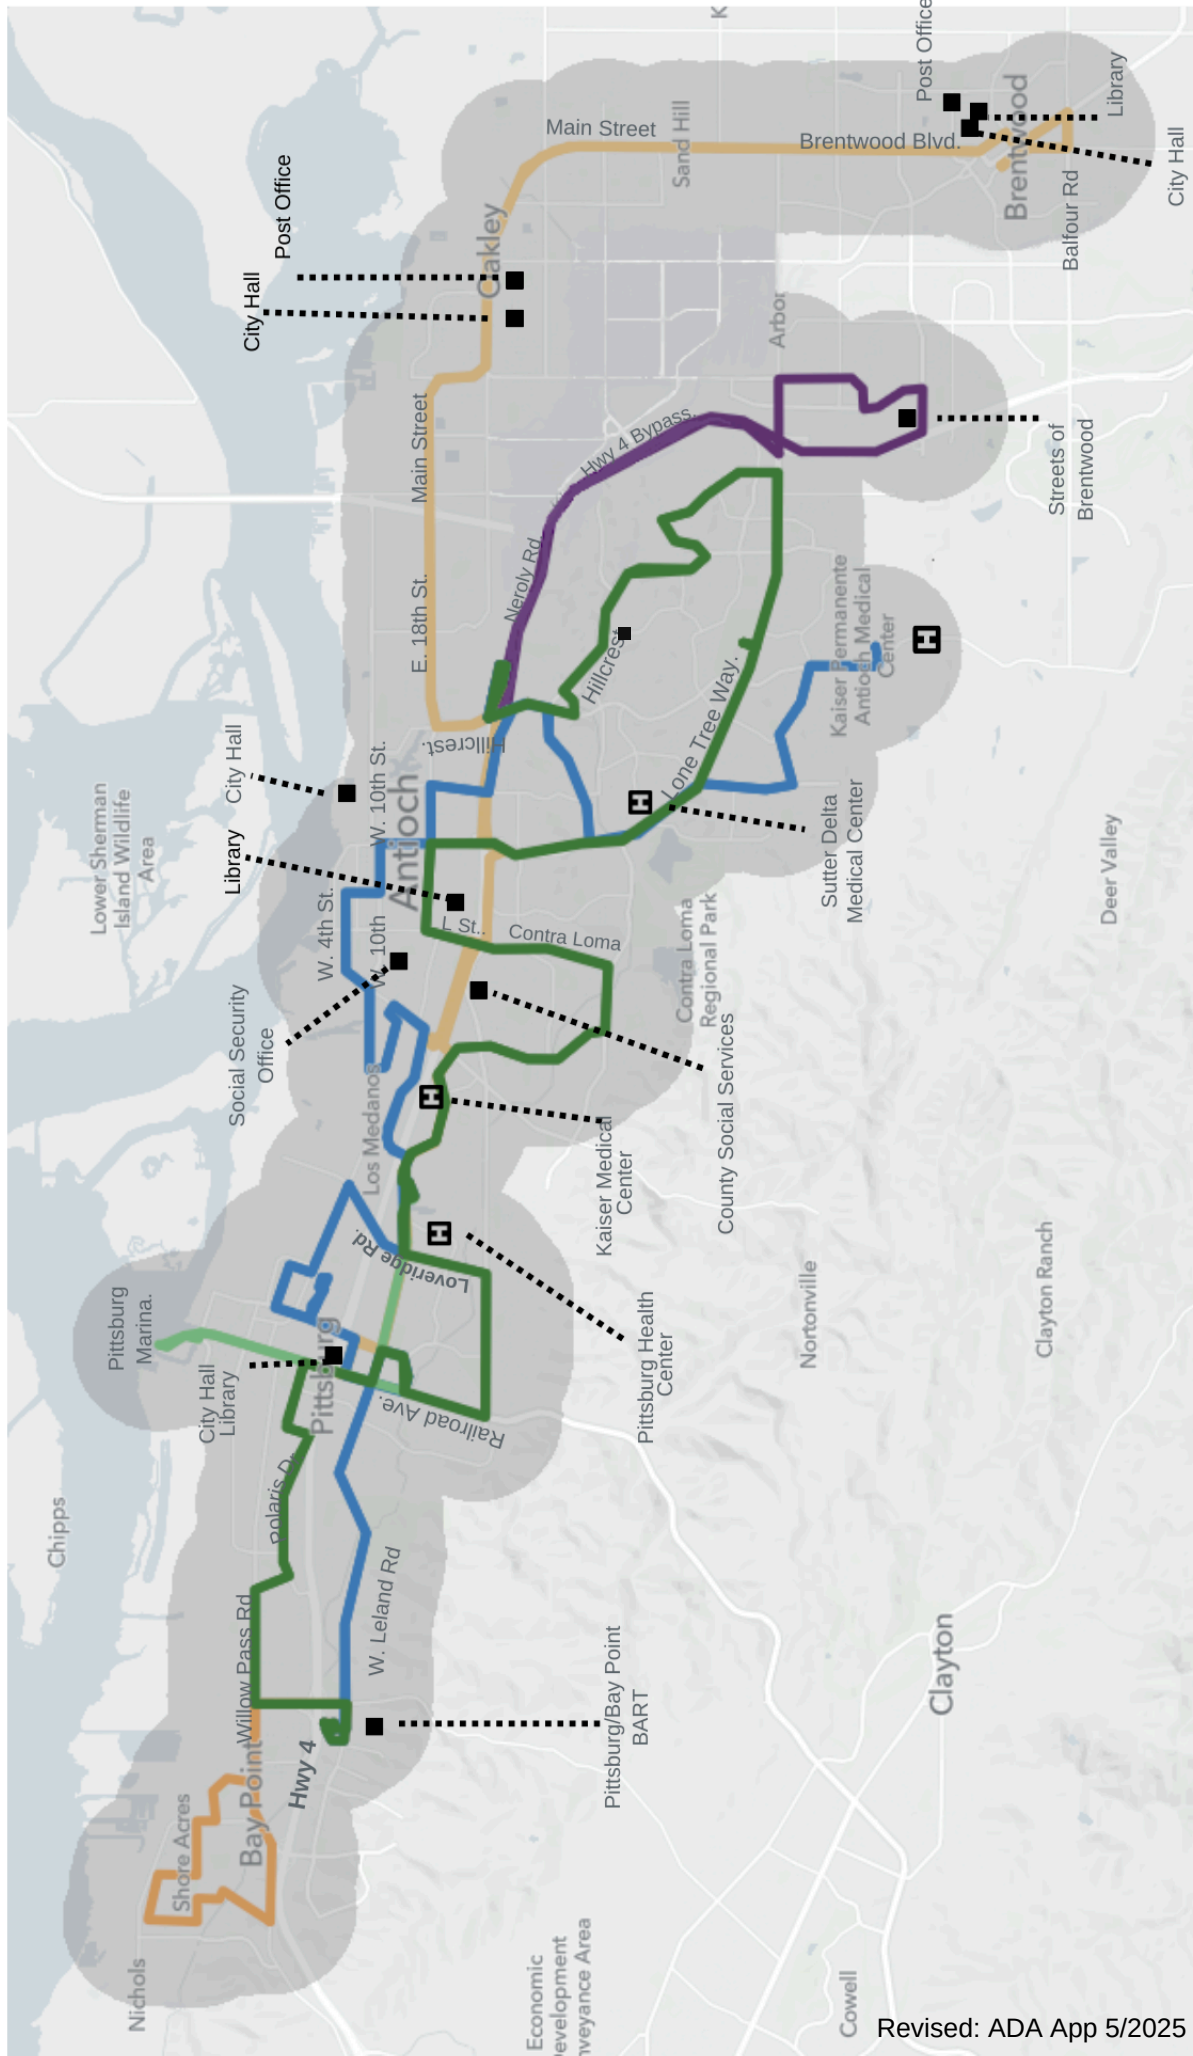 K
Post Office
Library
City Hall
Brentwood
Brentwood Blvd.
Balfour Rd
Main Street
Sand Hill
Post Office
City Hall
Oakley
Arbor
Main Street
Hwy 4 Bypass.
Streets of
Brentwood
Neroly Rd.
E. 18th St.
Hillcrest
Kaiser Permanente
Antioch Medical
Center
H
Lone Tree Way.
Hillcrest.
City Hall
W. 10th St.
Antioch
Library
Lower Sherman
Island Wildlife
Area
H
Sutter Delta
Medical Center
Deer Valley
W. 4th St.
W. 10th
L St..
Contra Loma
Contra Loma
Regional Park
Social Security
Office
County Social Services
Los Medanos
H
Kaiser Medical
Center
H
Loveridge Rd.
Pittsburg Health
Center
Pittsburg
Marina.
City Hall
Library
Pittsburg
Railroad Ave.
Nortonville
Clayton Ranch
Polaris Dr
Chipps
Willow Pass Rd
W. Leland Rd
Pittsburg/Bay Point
BART
Clayton
Hwy 4
Bay Point
Shore Acres
Nichols
Economic
evelopment
nveyance Area
Cowell
Revised: ADA App 5/2025